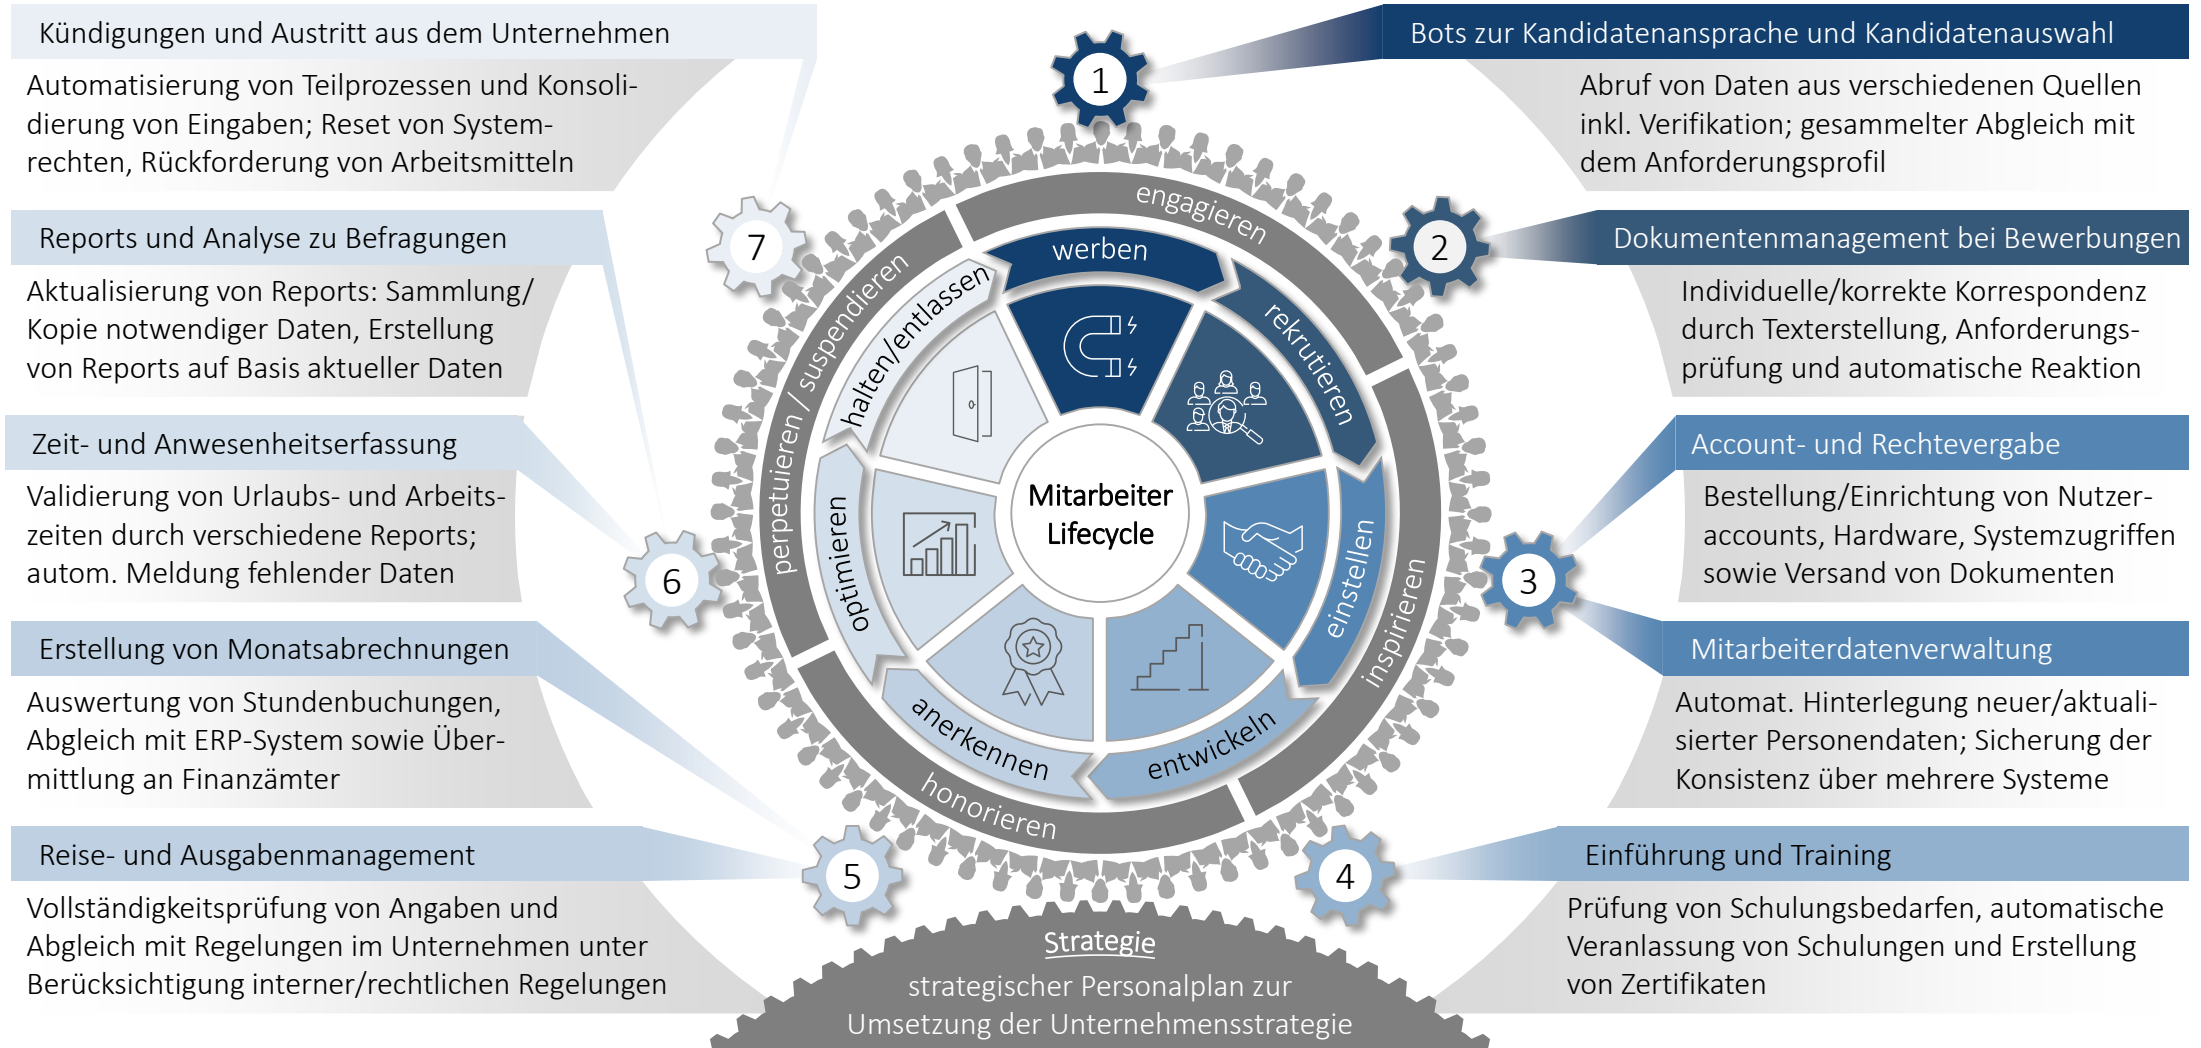 Kündigungen und Austritt aus dem Unternehmen
Automatisierung von Teilprozessen und Konsoli-
dierung von Eingaben; Reset von System-
rechten, Rückforderung von Arbeitsmitteln
Reports und Analyse zu Befragungen
Aktualisierung von Reports: Sammlung/
Kopie notwendiger Daten, Erstellung
von Reports auf Basis aktueller Daten
Zeit- und Anwesenheitserfassung
Validierung von Urlaubs- und Arbeits-
zeiten durch verschiedene Reports;
autom. Meldung fehlender Daten
Erstellung von Monatsabrechnungen
Auswertung von Stundenbuchungen,
Abgleich mit ERP-System sowie Über-
mittlung an Finanzämter
Reise- und Ausgabenmanagement
Vollständigkeitsprüfung von Angaben und
Abgleich mit Regelungen im Unternehmen unter
Berücksichtigung interner/rechtlichen Regelungen
1
2
3
4
5
6
7
engagieren
inspirieren
honorieren
perpetuieren / suspendieren
werben
rekrutieren
einstellen
entwickeln
anerkennen
optimieren
halten/entlassen
Mitarbeiter
Lifecycle
Strategie
strategischer Personalplan zur
Umsetzung der Unternehmensstrategie
Bots zur Kandidatenansprache und Kandidatenauswahl
Abruf von Daten aus verschiedenen Quellen
inkl. Verifikation; gesammelter Abgleich mit
dem Anforderungsprofil
Dokumentenmanagement bei Bewerbungen
Individuelle/korrekte Korrespondenz
durch Texterstellung, Anforderungs-
prüfung und automatische Reaktion
Account- und Rechtevergabe
Bestellung/Einrichtung von Nutzer-
accounts, Hardware, Systemzugriffen
sowie Versand von Dokumenten
Mitarbeiterdatenverwaltung
Automat. Hinterlegung neuer/aktuali-
sierter Personendaten; Sicherung der
Konsistenz über mehrere Systeme
Einführung und Training
Prüfung von Schulungsbedarfen, automatische
Veranlassung von Schulungen und Erstellung
von Zertifikaten